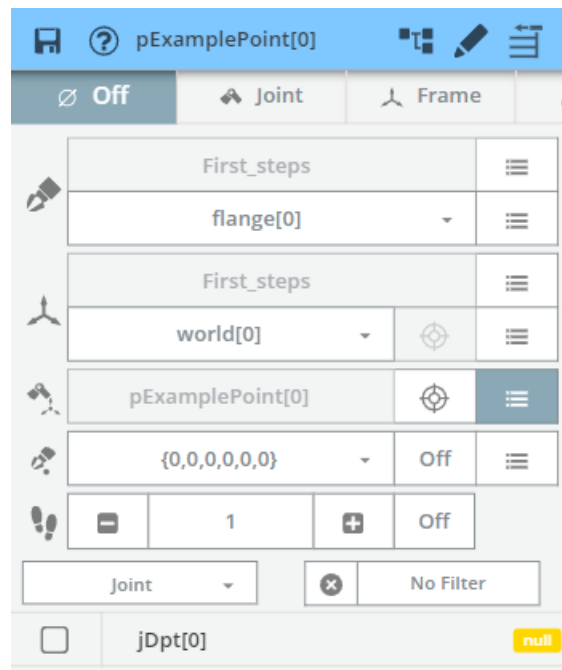 pExamplePoint[0]
Off Joint Frame
First_steps
flange[0]
First_steps
world[0]
pExamplePoint[0]
{0,0,0,0,0,0} Off
1 Off
Joint No Filter
jDpt[0] null